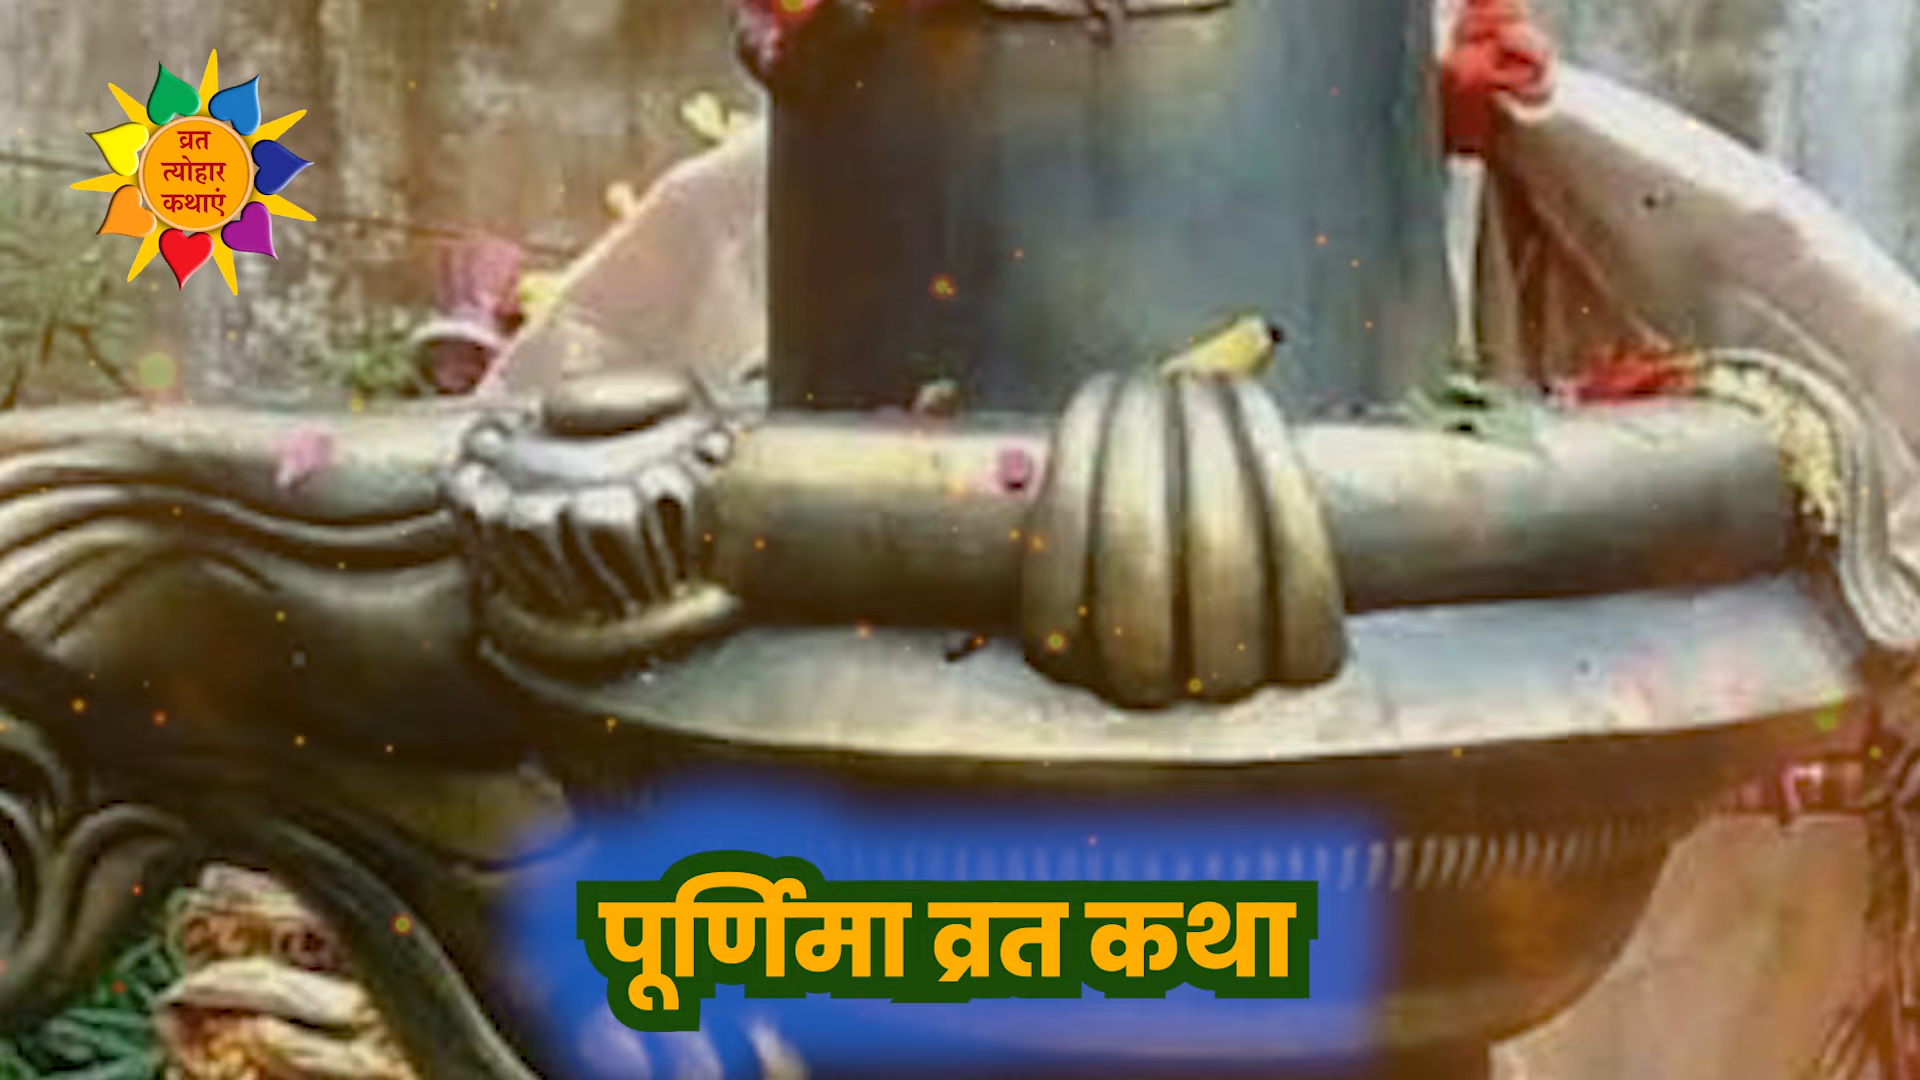 व्रत
त्योहार
कथाएं
पूर्णिमा व्रत कथा